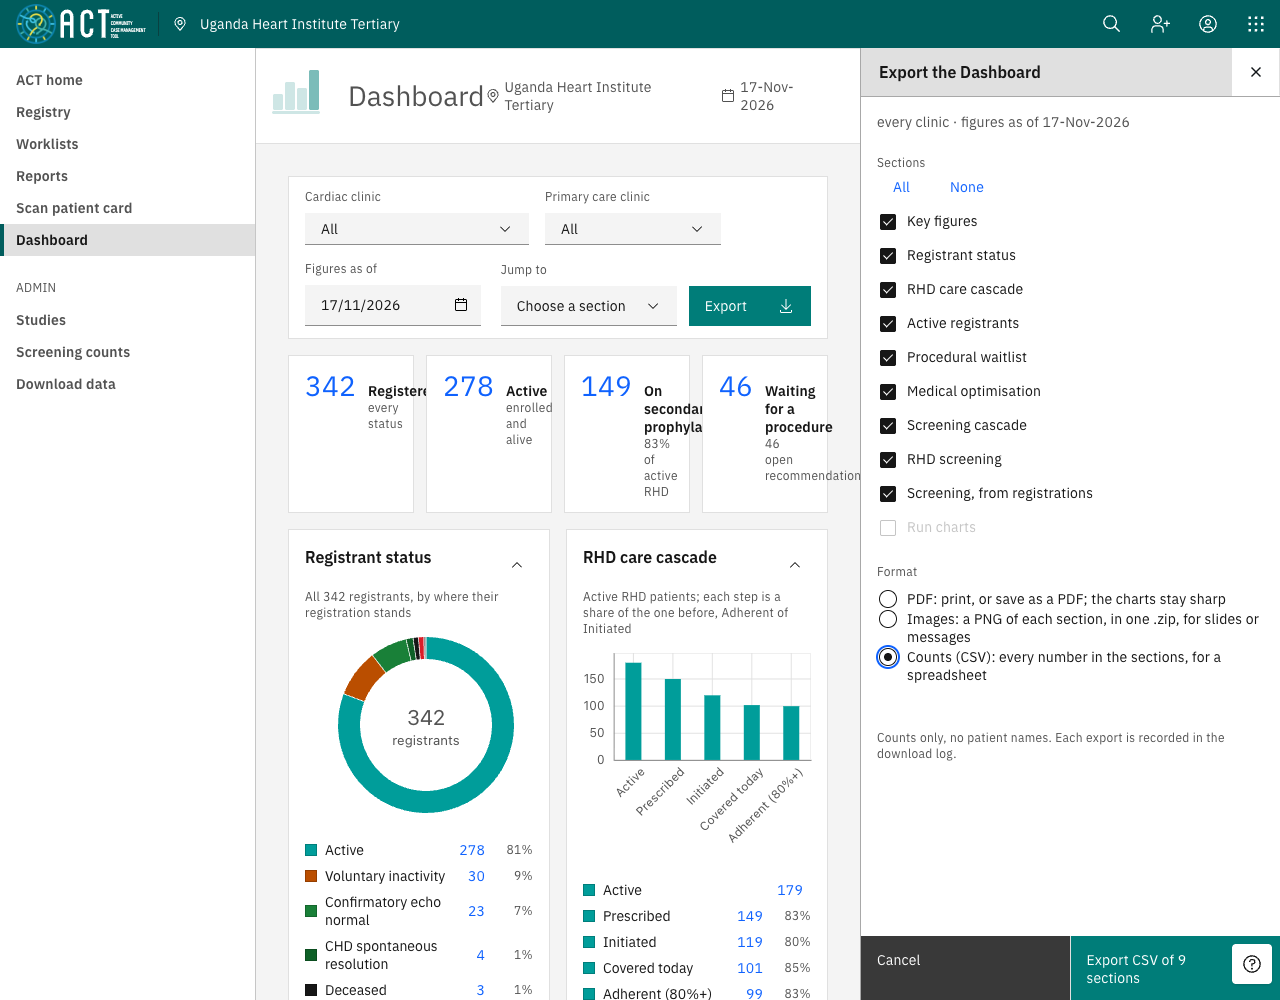 ACT
ACTIVE
COMMUNITY
CASE MANAGEMENT
TOOL
Uganda Heart Institute Tertiary
ACT home
Registry
Worklists
Reports
Scan patient card
Dashboard
ADMIN
Studies
Screening counts
Download data
Dashboard
Uganda Heart Institute
Tertiary
17-Nov-
2026
Cardiac clinic
All
Primary care clinic
All
Figures as of
17/11/2026
Jump to
Choose a section
Export
342
every
status
278
Active
enrolled
and
alive
149
On
83%
of
active
RHD
46
Waiting
for a
procedure
46
open
recommendation
Registrant status
All 342 registrants, by where their
registration stands
342
registrants
Active 278 81%
Voluntary inactivity 30 9%
Confirmatory echo
normal 23 7%
CHD spontaneous
resolution 4 1%
Deceased 3 1%
RHD care cascade
Active RHD patients; each step is a
share of the one before, Adherent of
Initiated
150
100
50
0
Active
Prescribed
Initiated
Covered today
Adherent (80%+)
Active 179
Prescribed 149 83%
Initiated 119 80%
Covered today 101 85%
Adherent (80%+) 99 83%
Export the Dashboard
every clinic · figures as of 17-Nov-2026
Sections
All None
Key figures
Registrant status
RHD care cascade
Active registrants
Procedural waitlist
Medical optimisation
Screening cascade
RHD screening
Screening, from registrations
Run charts
Format
PDF: print, or save as a PDF; the charts stay sharp
Images: a PNG of each section, in one .zip, for slides or
messages
Counts (CSV): every number in the sections, for a
spreadsheet
Counts only, no patient names. Each export is recorded in the
download log.
Cancel
Export CSV of 9
sections